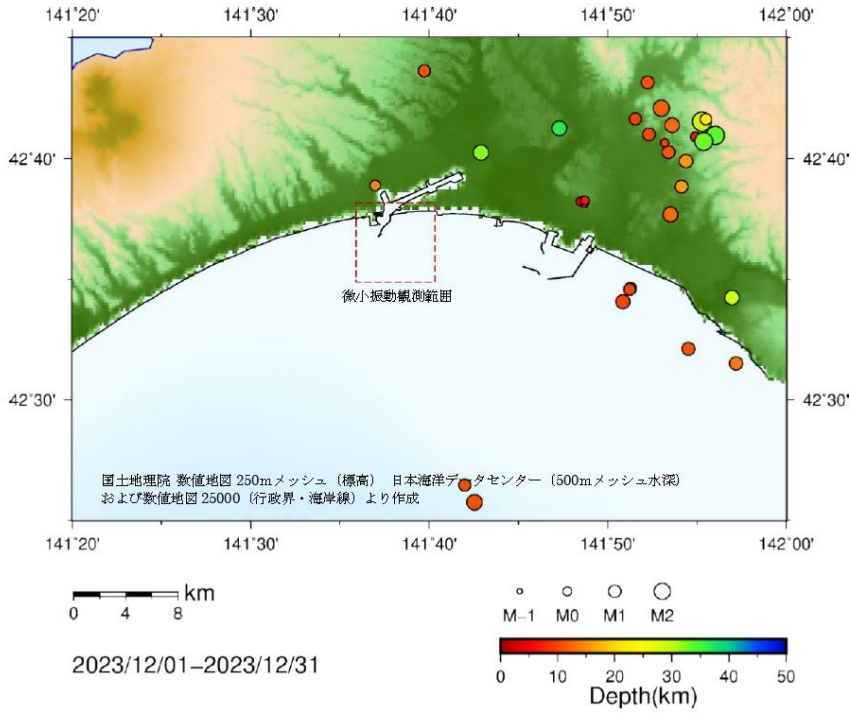 141°20' 141°30' 141°40' 141°50' 142°00'
42°40' 42°40'
微小振動観測範囲
42°30' 42°30'
国土地理院 数値地図 250mメッシュ〔標高〕 日本海洋データセンター〔500mメッシュ水深〕
および数値地図 25000〔行政界・海岸線〕より作成
141°20' 141°30' 141°40' 141°50' 142°00'
km
0 4 8
M-1 M0 M1 M2
2023/12/01-2023/12/31
0 10 20 30 40 50
Depth(km)